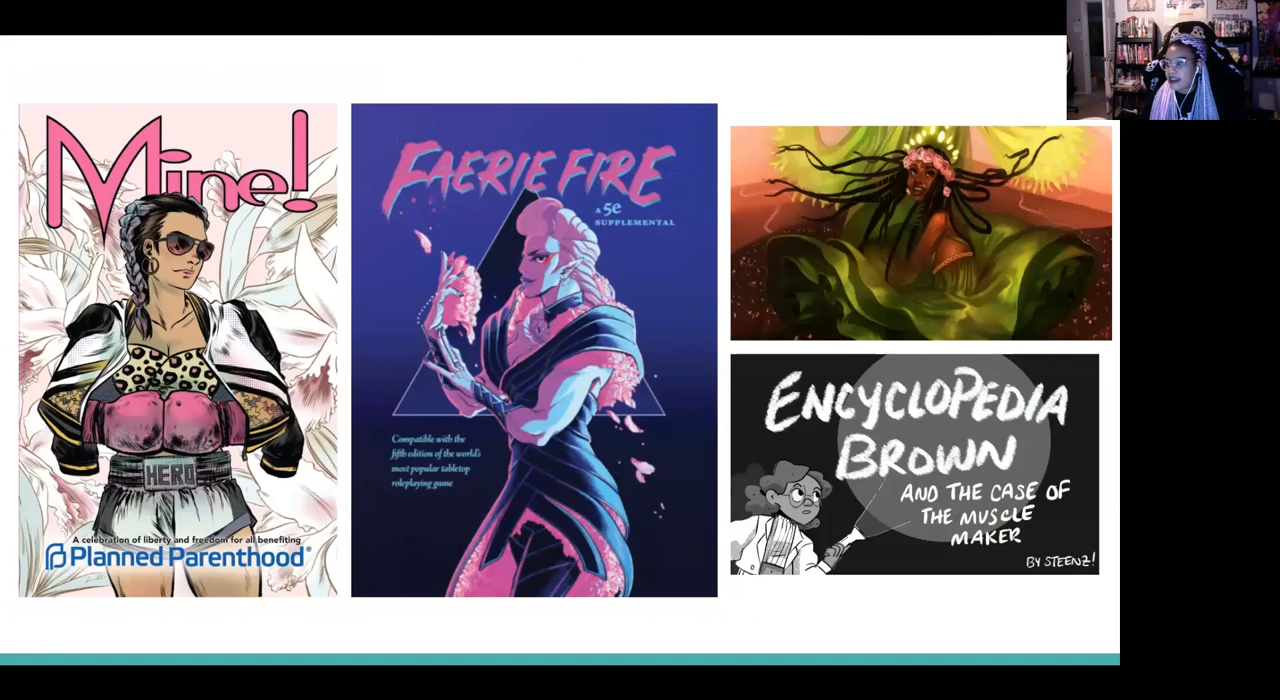 Mine!
HERO
A celebration of liberty and freedom for all benefiting
Planned Parenthood®
FAERIE FIRE
A 5e
SUPPLEMENTAL
Compatible with the
fifth edition of the world's
most popular tabletop
roleplaying game
ENCYCLOPEDIA
BROWN
AND THE CASE OF
THE MUSCLE
MAKER
BY STEENZ!